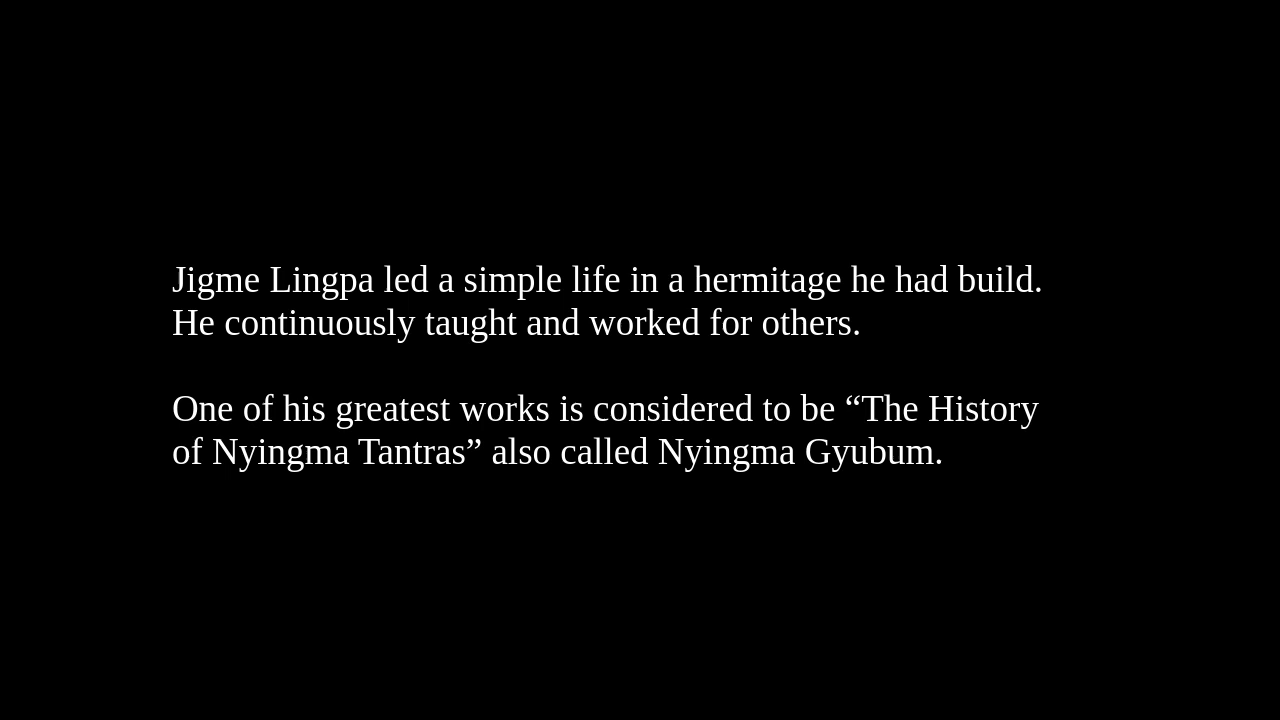 Jigme Lingpa led a simple life in a hermitage he had build.
He continuously taught and worked for others.
One of his greatest works is considered to be “The History
of Nyingma Tantras” also called Nyingma Gyubum.